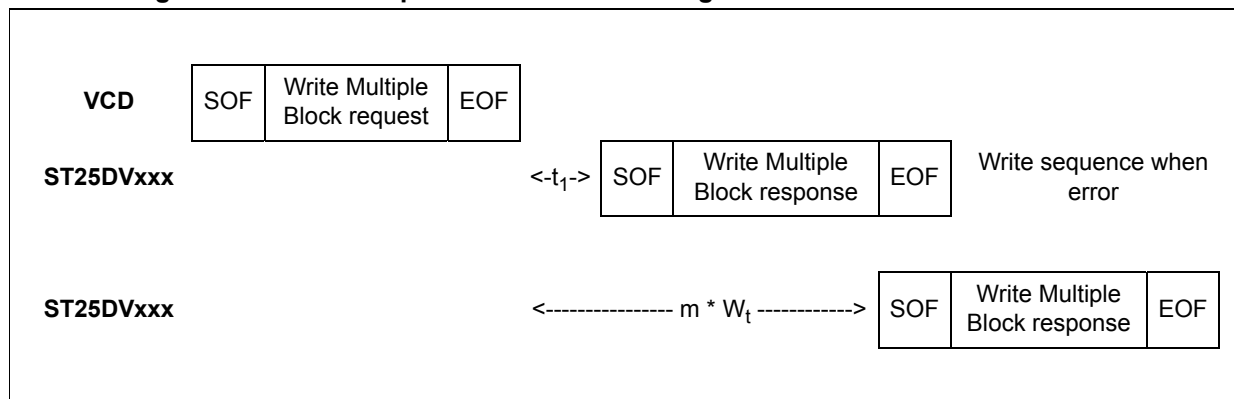 VCD
SOF
Write Multiple
Block request
EOF
ST25DVxxx
<-t1->
SOF
Write Multiple
Block response
EOF
Write sequence when
error
ST25DVxxx
<---------------- m * Wt ------------>
SOF
Write Multiple
Block response
EOF